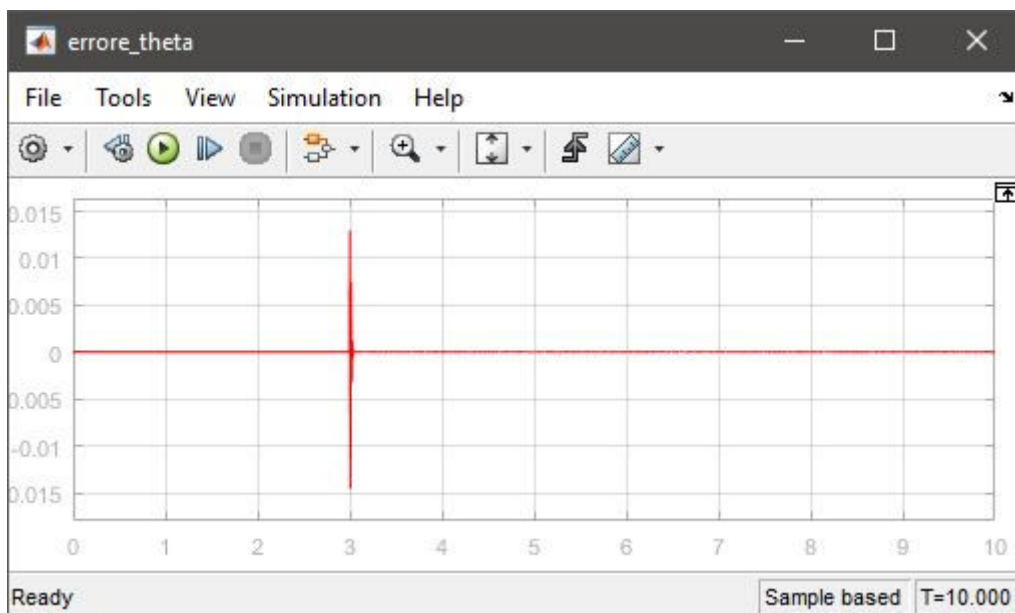 errore_theta
File Tools View Simulation Help
0.015
0.01
0.005
0
0.005
-0.01
0.015
0 1 2 3 4 5 6 7 8 9 10
Ready Sample based T=10.000